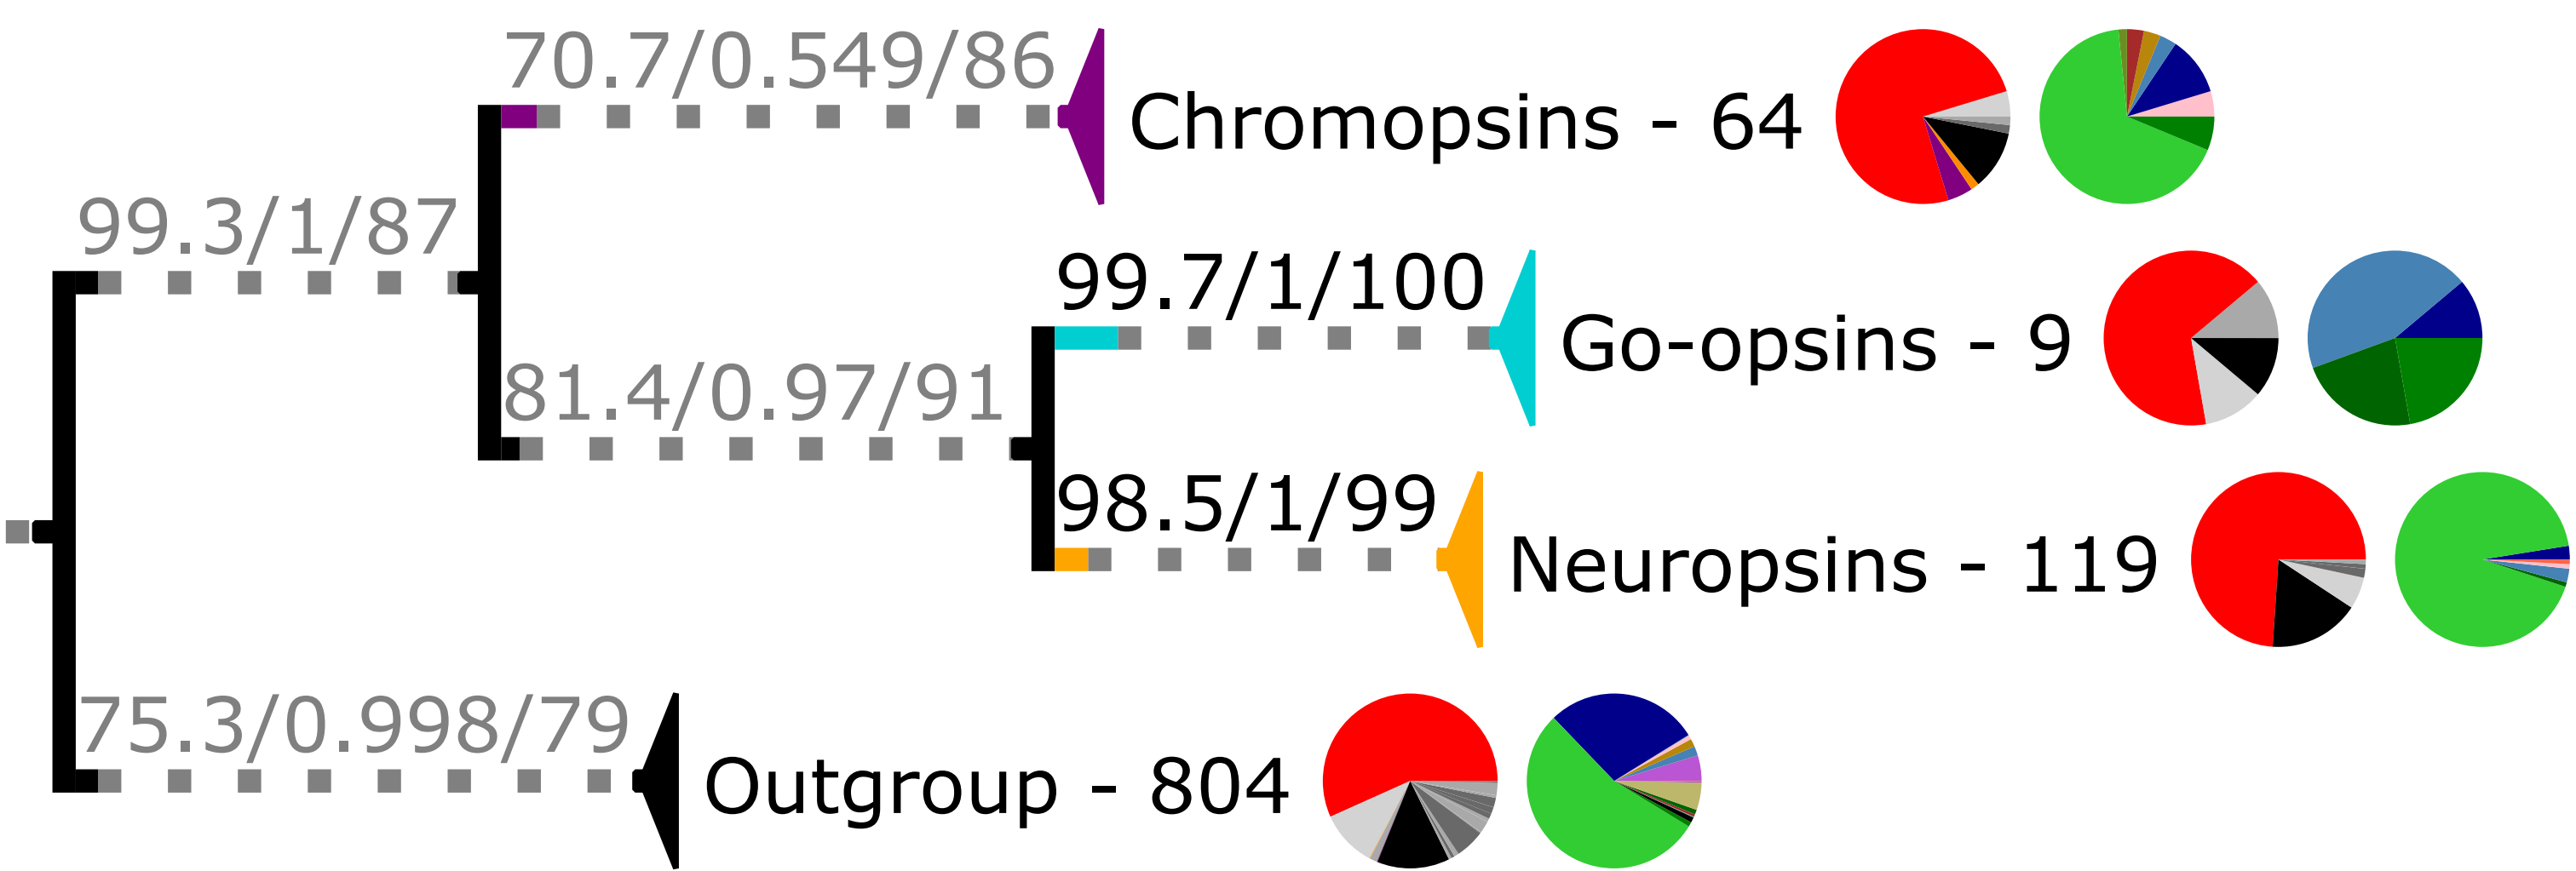 70.7/0.549/86
Chromopsins - 64
99.3/1/87
99.7/1/100
Go-opsins - 9
81.4/0.97/91
98.5/1/99
Neuropsins - 119
75.3/0.998/79
Outgroup - 804